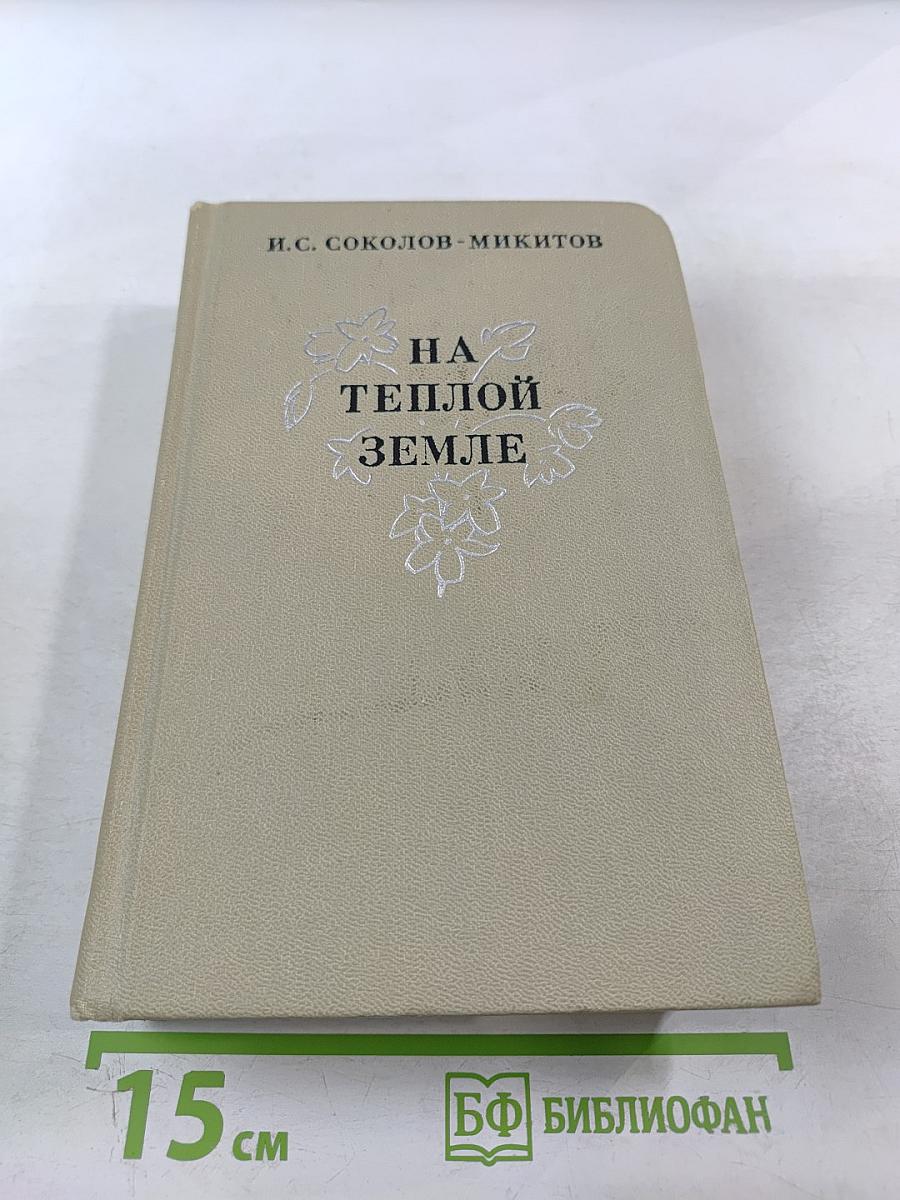 И.С. СОКОЛОВ-МИКИТОВ
НА
ТЕПЛОЙ
ЗЕМЛЕ
15 см
БФ БИБЛИОФАН